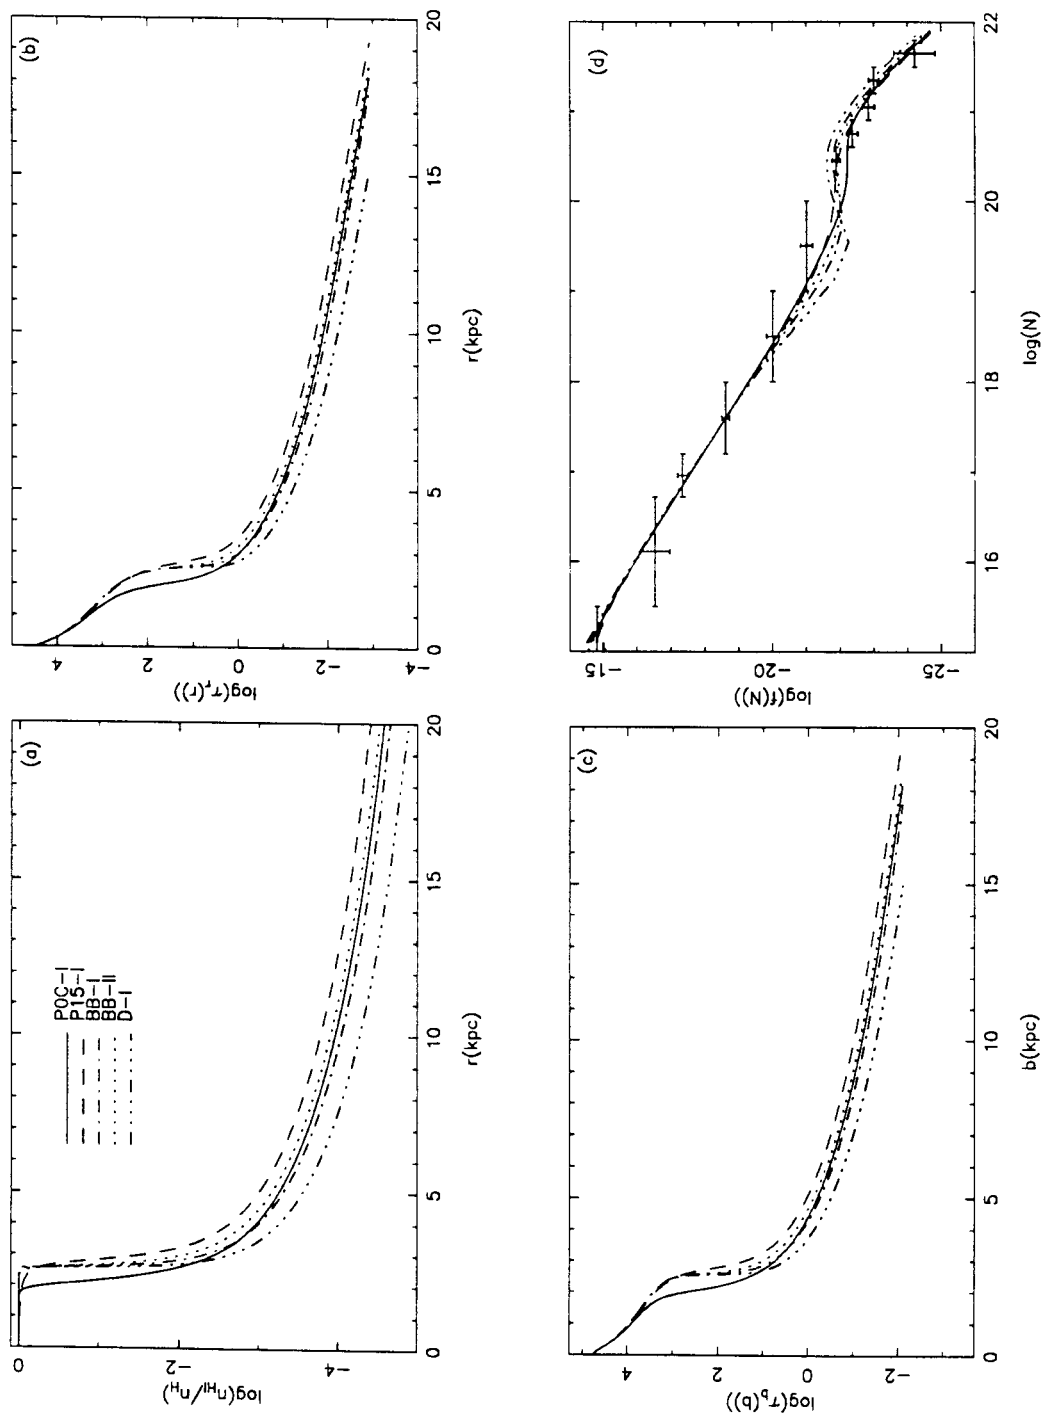 (a)
0
−2
−4
log(n_HI/n_H)
0
5
10
15
20
r(kpc)
POC−I
P15−I
BB−I
BB−II
D−I
(b)
4
2
0
−2
−4
log(τ_r(r))
0
5
10
15
20
r(kpc)
(c)
4
2
0
−2
log(τ_b(b))
0
5
10
15
20
b(kpc)
(d)
−15
−20
−25
log(f(N))
16
18
20
22
log(N)